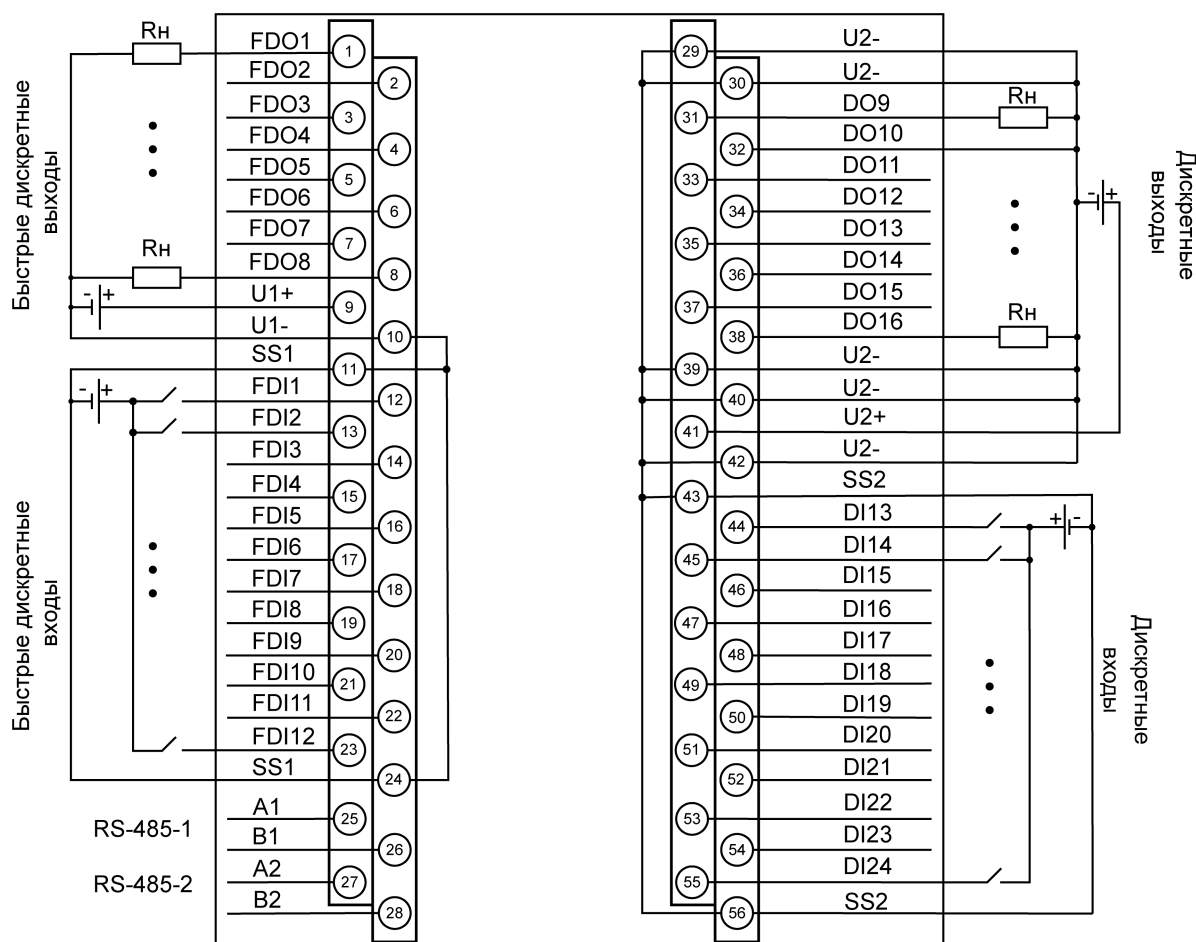 Быстрые дискретные
выходы
Rн
Rн
- +
FDO1
FDO2
FDO3
FDO4
FDO5
FDO6
FDO7
FDO8
U1+
U1-
SS1
FDI1
FDI2
FDI3
FDI4
FDI5
FDI6
FDI7
FDI8
FDI9
FDI10
FDI11
FDI12
SS1
A1
B1
A2
B2
Быстрые дискретные
входы
- +
RS-485-1
RS-485-2
1
2
3
4
5
6
7
8
9
10
11
12
13
14
15
16
17
18
19
20
21
22
23
24
25
26
27
28
29
30
31
32
33
34
35
36
37
38
39
40
41
42
43
44
45
46
47
48
49
50
51
52
53
54
55
56
U2-
U2-
DO9
DO10
DO11
DO12
DO13
DO14
DO15
DO16
U2-
U2-
U2+
U2-
SS2
DI13
DI14
DI15
DI16
DI17
DI18
DI19
DI20
DI21
DI22
DI23
DI24
SS2
Rн
Rн
- +
Дискретные
выходы
+ -
Дискретные
входы